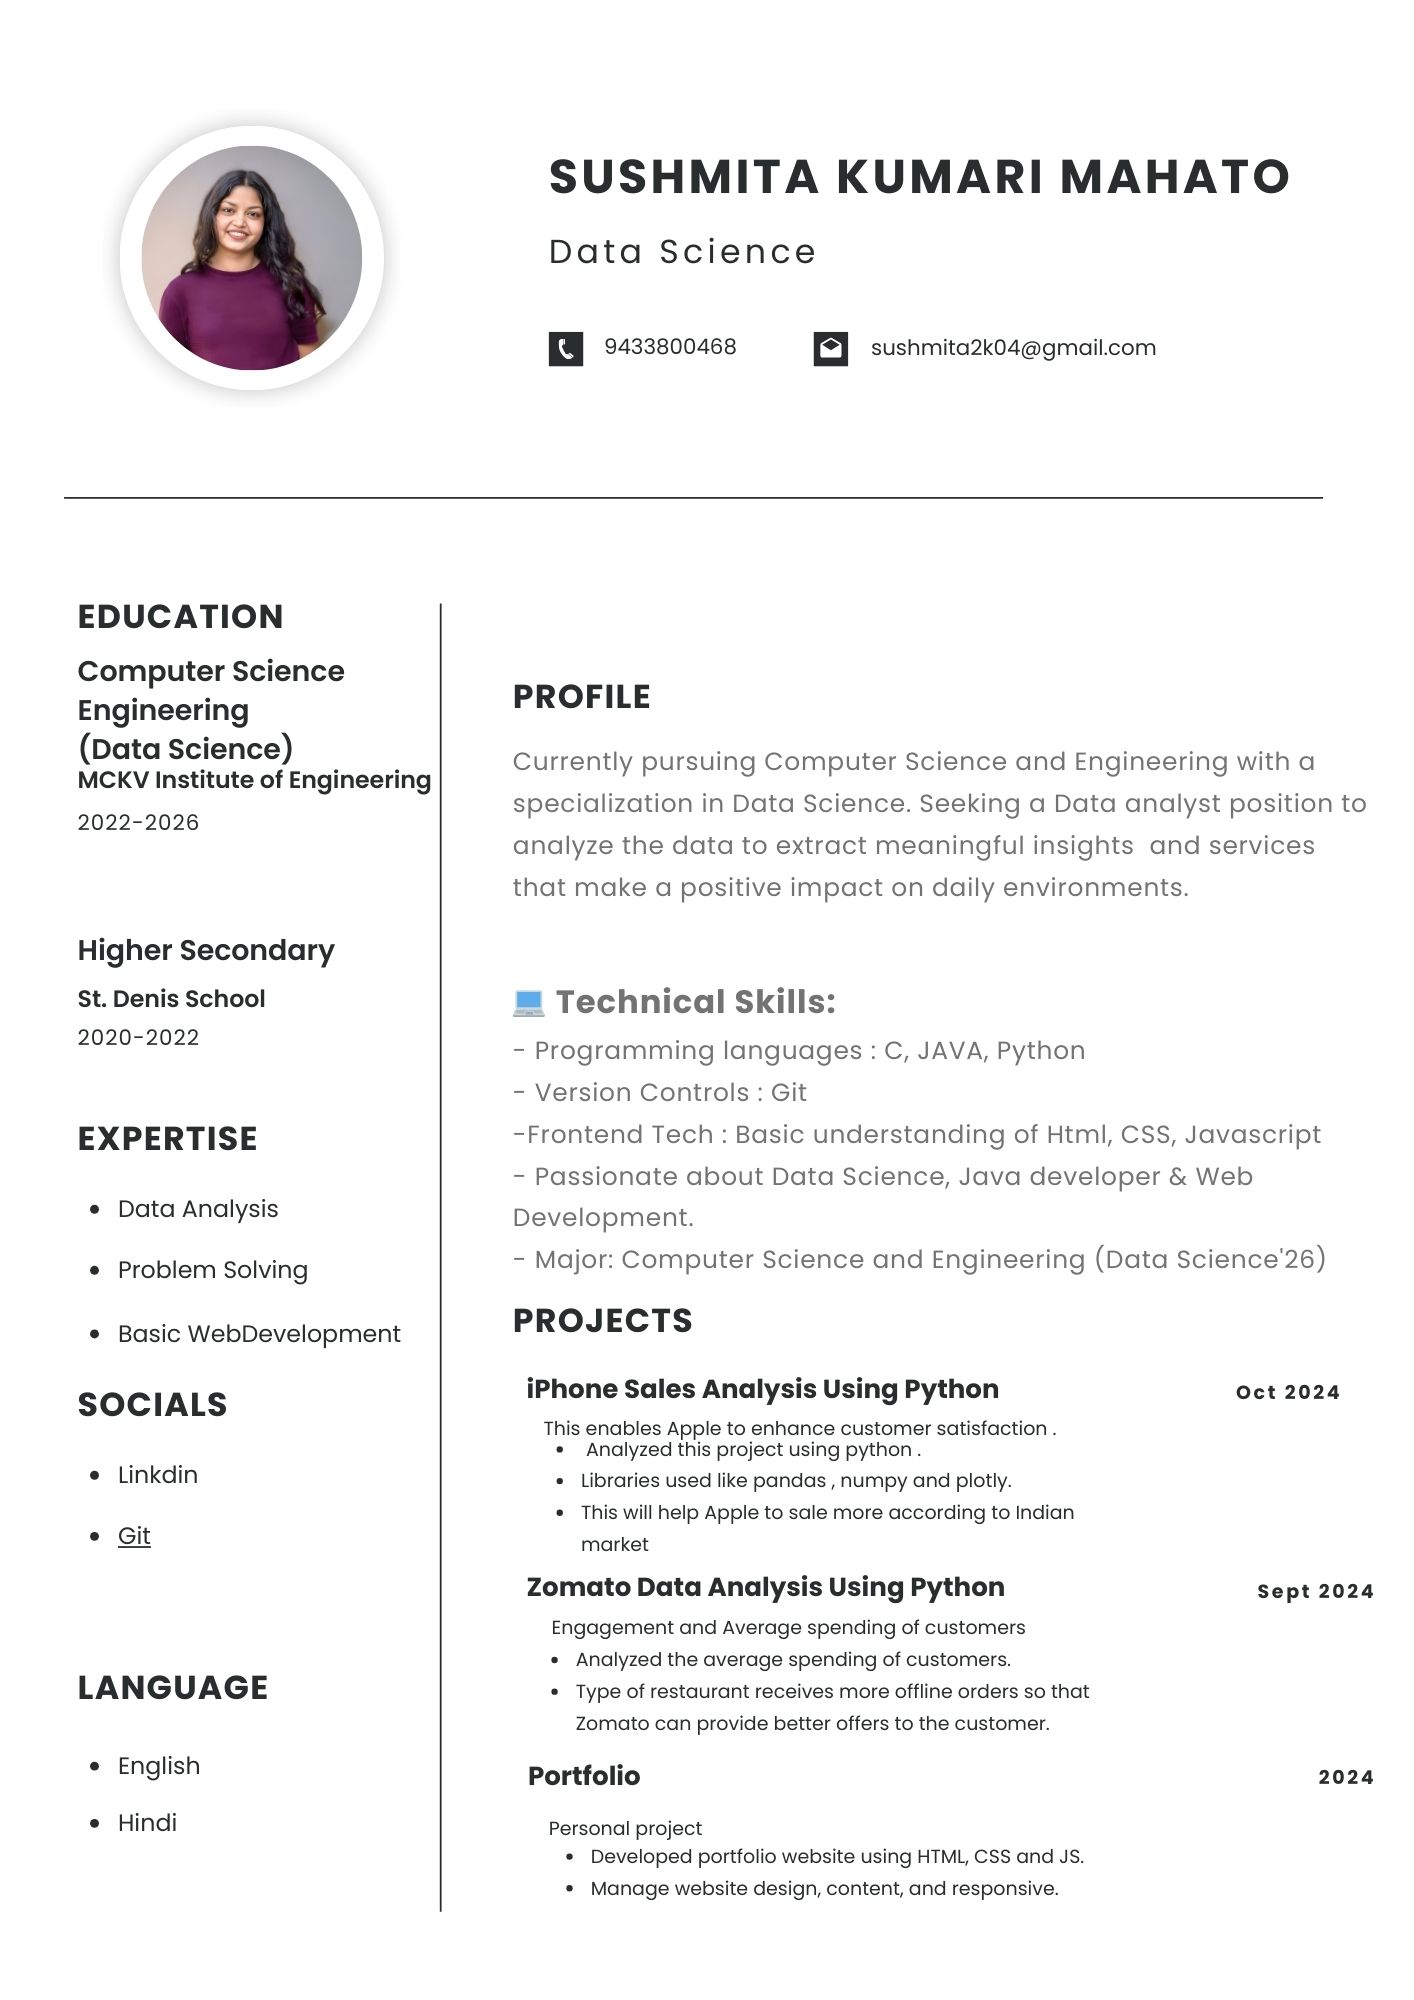 SUSHMITA KUMARI MAHATO
Data Science
9433800468
sushmita2k04@gmail.com
EDUCATION
Computer Science
Engineering
(Data Science)
MCKV Institute of Engineering
2022-2026
Higher Secondary
St. Denis School
2020-2022
EXPERTISE
• Data Analysis
• Problem Solving
• Basic WebDevelopment
SOCIALS
• Linkdin
• Git
LANGUAGE
• English
• Hindi
PROFILE
Currently pursuing Computer Science and Engineering with a
specialization in Data Science. Seeking a Data analyst position to
analyze the data to extract meaningful insights  and services
that make a positive impact on daily environments.
💻 Technical Skills:
- Programming languages : C, JAVA, Python
- Version Controls : Git
-Frontend Tech : Basic understanding of Html, CSS, Javascript
- Passionate about Data Science, Java developer & Web
Development.
- Major: Computer Science and Engineering (Data Science'26)
PROJECTS
iPhone Sales Analysis Using Python
Oct 2024
This enables Apple to enhance customer satisfaction .
• Analyzed this project using python .
• Libraries used like pandas , numpy and plotly.
• This will help Apple to sale more according to Indian
market
Zomato Data Analysis Using Python
Sept 2024
Engagement and Average spending of customers
• Analyzed the average spending of customers.
• Type of restaurant receives more offline orders so that
Zomato can provide better offers to the customer.
Portfolio
2024
Personal project
• Developed portfolio website using HTML, CSS and JS.
• Manage website design, content, and responsive.